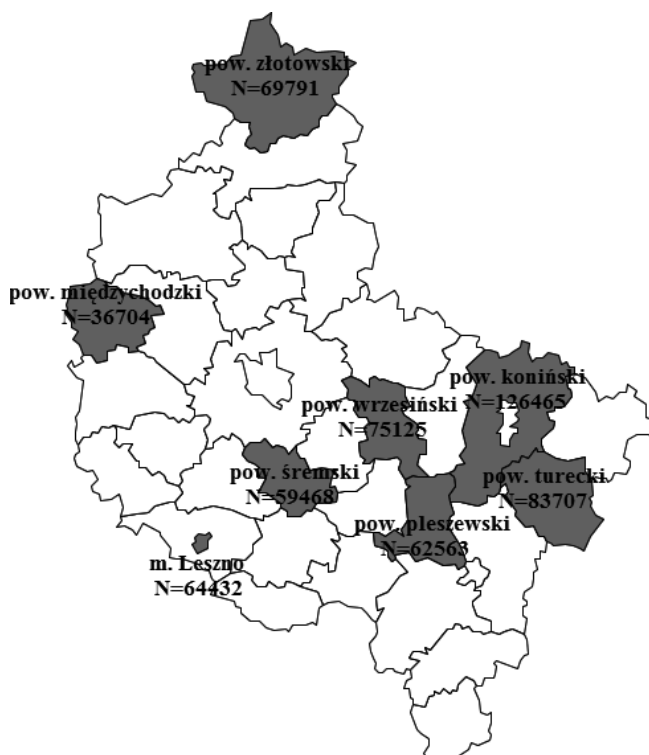 pow. złotowski
N=69791
pow. międzychodzki
N=36704
pow. koniński
N=126465
pow. wrzesiński
N=75125
pow. śremski
N=59468
pow. turecki
N=83707
pow. pleszewski
N=62563
m. Leszno
N=64432